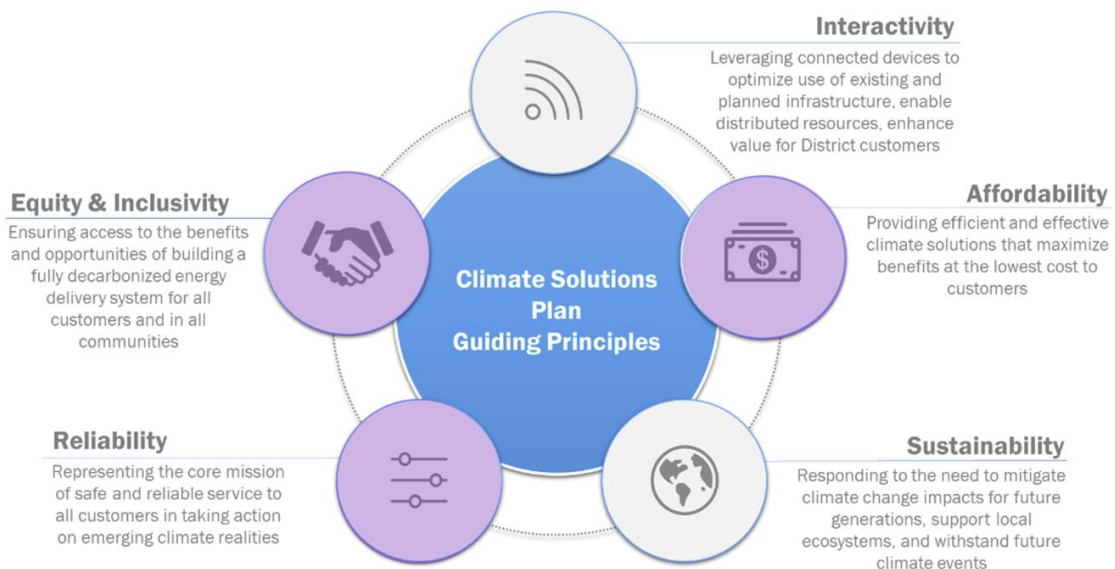 Interactivity
Leveraging connected devices to
optimize use of existing and
planned infrastructure, enable
distributed resources, enhance
value for District customers
Equity & Inclusivity
Ensuring access to the benefits
and opportunities of building a
fully decarbonized energy
delivery system for all
customers and in all
communities
Affordability
Providing efficient and effective
climate solutions that maximize
benefits at the lowest cost to
customers
$
Climate Solutions
Plan
Guiding Principles
Reliability
Representing the core mission
of safe and reliable service to
all customers in taking action
on emerging climate realities
Sustainability
Responding to the need to mitigate
climate change impacts for future
generations, support local
ecosystems, and withstand future
climate events